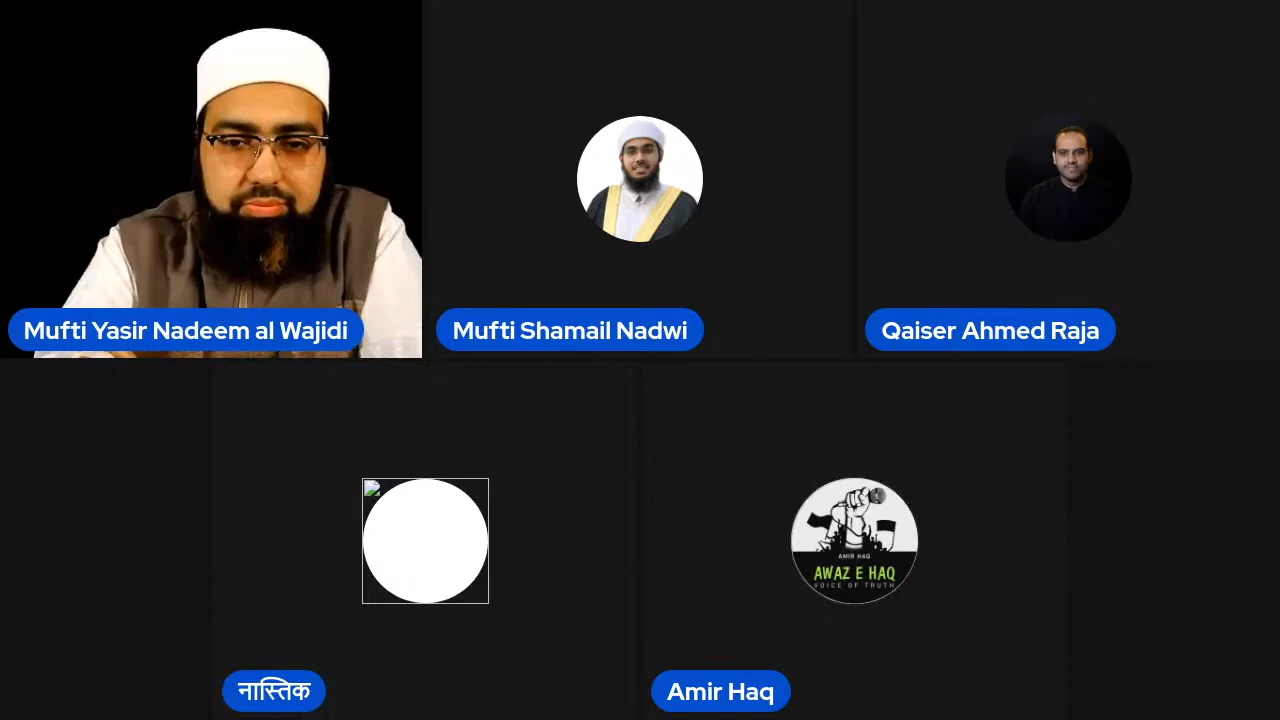 Mufti Yasir Nadeem al Wajidi
Mufti Shamail Nadwi
Qaiser Ahmed Raja
AMIR HAQ
AWAZ E HAQ
VOICE OF TRUTH
नास्तिक
Amir Haq